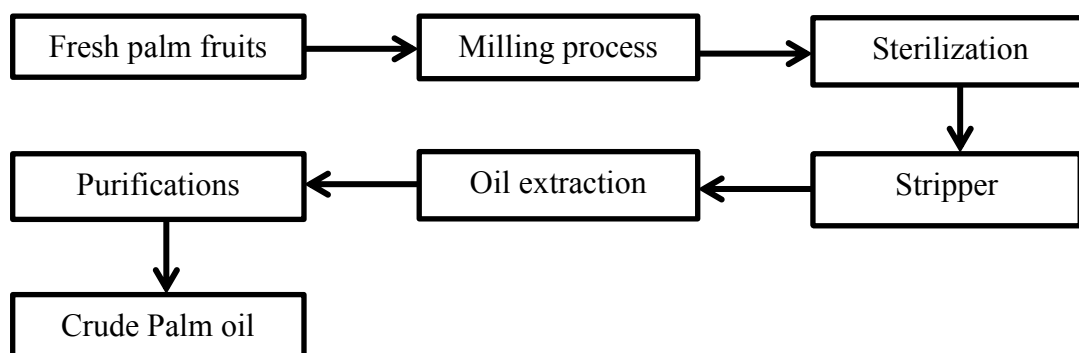 Fresh palm fruits
Milling process
Sterilization
Stripper
Oil extraction
Purifications
Crude Palm oil